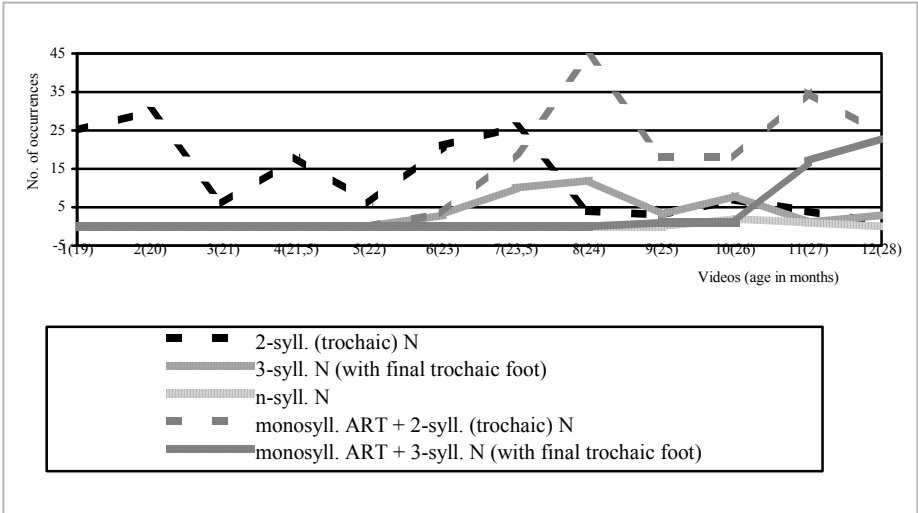 No. of occurrences
45
35
25
15
5
-5
1(19) 2(20) 3(21) 4(21,5) 5(22) 6(23) 7(23,5) 8(24) 9(25) 10(26) 11(27) 12(28)
Videos (age in months)
2-syll. (trochaic) N
3-syll. N (with final trochaic foot)
n-syll. N
monosyll. ART + 2-syll. (trochaic) N
monosyll. ART + 3-syll. N (with final trochaic foot)